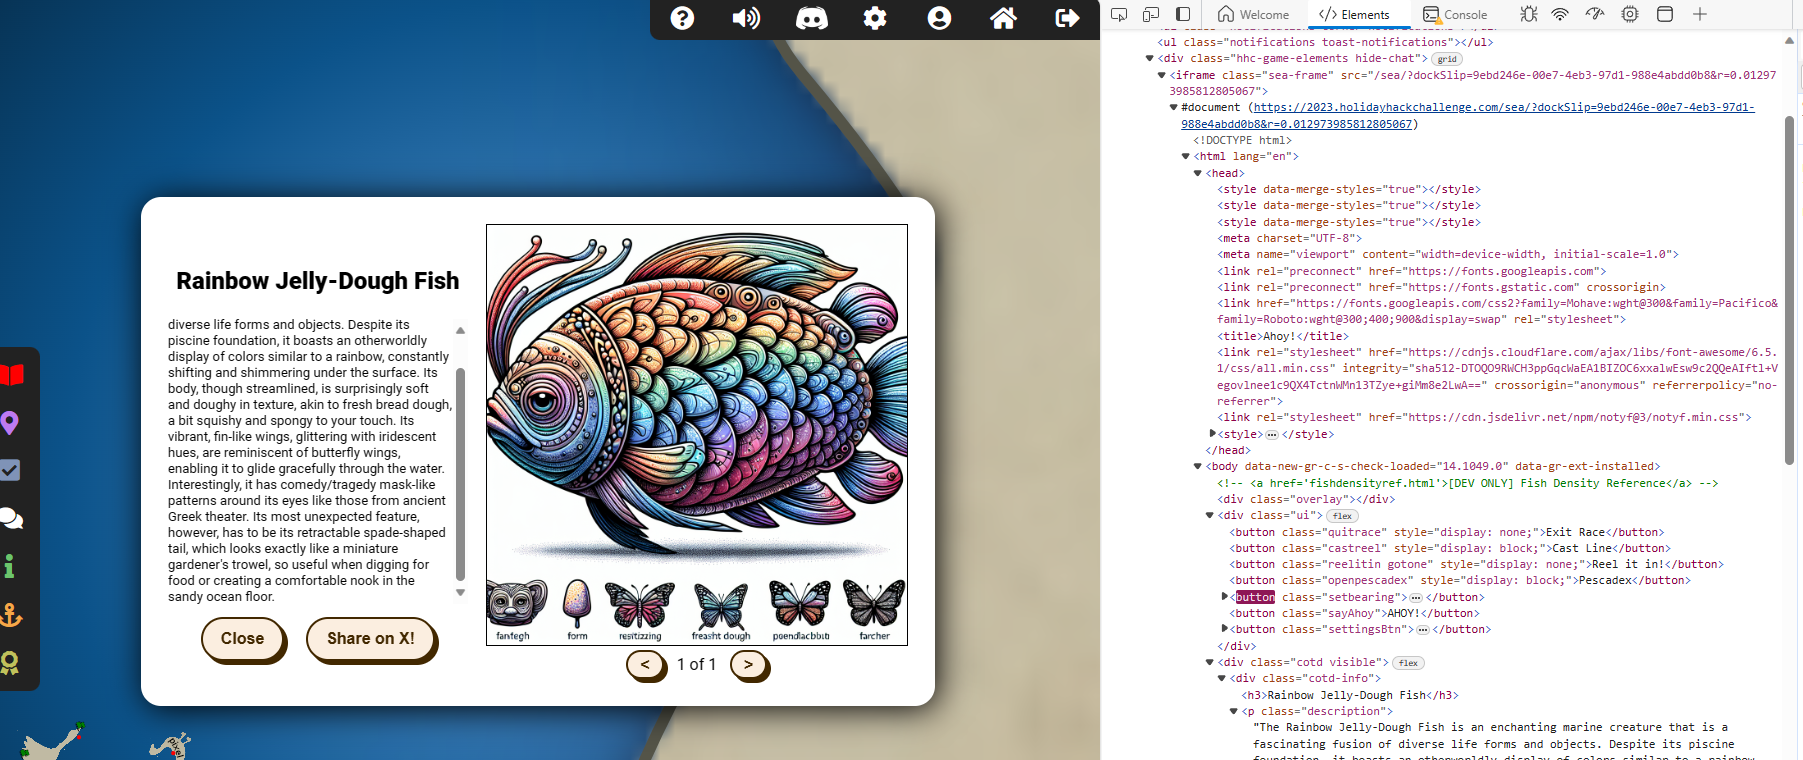 Rainbow Jelly-Dough Fish
diverse life forms and objects. Despite its
piscine foundation, it boasts an otherworldly
display of colors similar to a rainbow, constantly
shifting and shimmering under the surface. Its
body, though streamlined, is surprisingly soft
and doughy in texture, akin to fresh bread dough,
a bit squishy and spongy to your touch. Its
vibrant, fin-like wings, glittering with iridescent
hues, are reminiscent of butterfly wings,
enabling it to glide gracefully through the water.
Interestingly, it has comedy/tragedy mask-like
patterns around its eyes like those from ancient
Greek theater. Its most unexpected feature,
however, has to be its retractable spade-shaped
tail, which looks exactly like a miniature
gardener's trowel, so useful when digging for
food or creating a comfortable nook in the
sandy ocean floor.
Close
Share on X!
form
farcher
< 1 of 1 >
Welcome
Elements
Console
<ul class="notifications toast-notifications"></ul>
<div class="hhc-game-elements hide-chat"> grid
<iframe class="sea-frame" src="/sea/?dockSlip=9ebd246e-00e7-4eb3-97d1-988e4abdd0b8&r=0.01297
3985812805067">
#document (https://2023.holidayhackchallenge.com/sea/?dockSlip=9ebd246e-00e7-4eb3-97d1-
988e4abdd0b8&r=0.012973985812805067)
<!DOCTYPE html>
<html lang="en">
<head>
<style data-merge-styles="true"></style>
<style data-merge-styles="true"></style>
<style data-merge-styles="true"></style>
<meta charset="UTF-8">
<meta name="viewport" content="width=device-width, initial-scale=1.0">
<link rel="preconnect" href="https://fonts.googleapis.com">
<link rel="preconnect" href="https://fonts.gstatic.com" crossorigin>
<link href="https://fonts.googleapis.com/css2?family=Mohave:wght@300&family=Pacifico&
family=Roboto:wght@300;400;900&display=swap" rel="stylesheet">
<title>Ahoy!</title>
<link rel="stylesheet" href="https://cdnjs.cloudflare.com/ajax/libs/font-awesome/6.5.
1/css/all.min.css" integrity="sha512-DTOQO9RWCH3ppGqcWaEA1BIZOC6xxalwEsw9c2QQeAIftl+V
egovlnee1c9QX4TctnWMn13TZye+giMm8e2LwA==" crossorigin="anonymous" referrerpolicy="no-
referrer">
<link rel="stylesheet" href="https://cdn.jsdelivr.net/npm/notyf@3/notyf.min.css">
<style> … </style>
</head>
<body data-new-gr-c-s-check-loaded="14.1049.0" data-gr-ext-installed>
<!-- <a href='fishdensityref.html'>[DEV ONLY] Fish Density Reference</a> -->
<div class="overlay"></div>
<div class="ui"> flex
<button class="quitrace" style="display: none;">Exit Race</button>
<button class="castreel" style="display: block;">Cast Line</button>
<button class="reelitin gotone" style="display: none;">Reel it in!</button>
<button class="openpescadex" style="display: block;">Pescadex</button>
<button class="setbearing"> … </button>
<button class="sayAhoy">AHOY!</button>
<button class="settingsBtn"> … </button>
</div>
<div class="cotd visible"> flex
<div class="cotd-info">
<h3>Rainbow Jelly-Dough Fish</h3>
<p class="description">
"The Rainbow Jelly-Dough Fish is an enchanting marine creature that is a
fascinating fusion of diverse life forms and objects. Despite its piscine
foundation, it boasts an otherworldly display of colors similar to a rainbow,